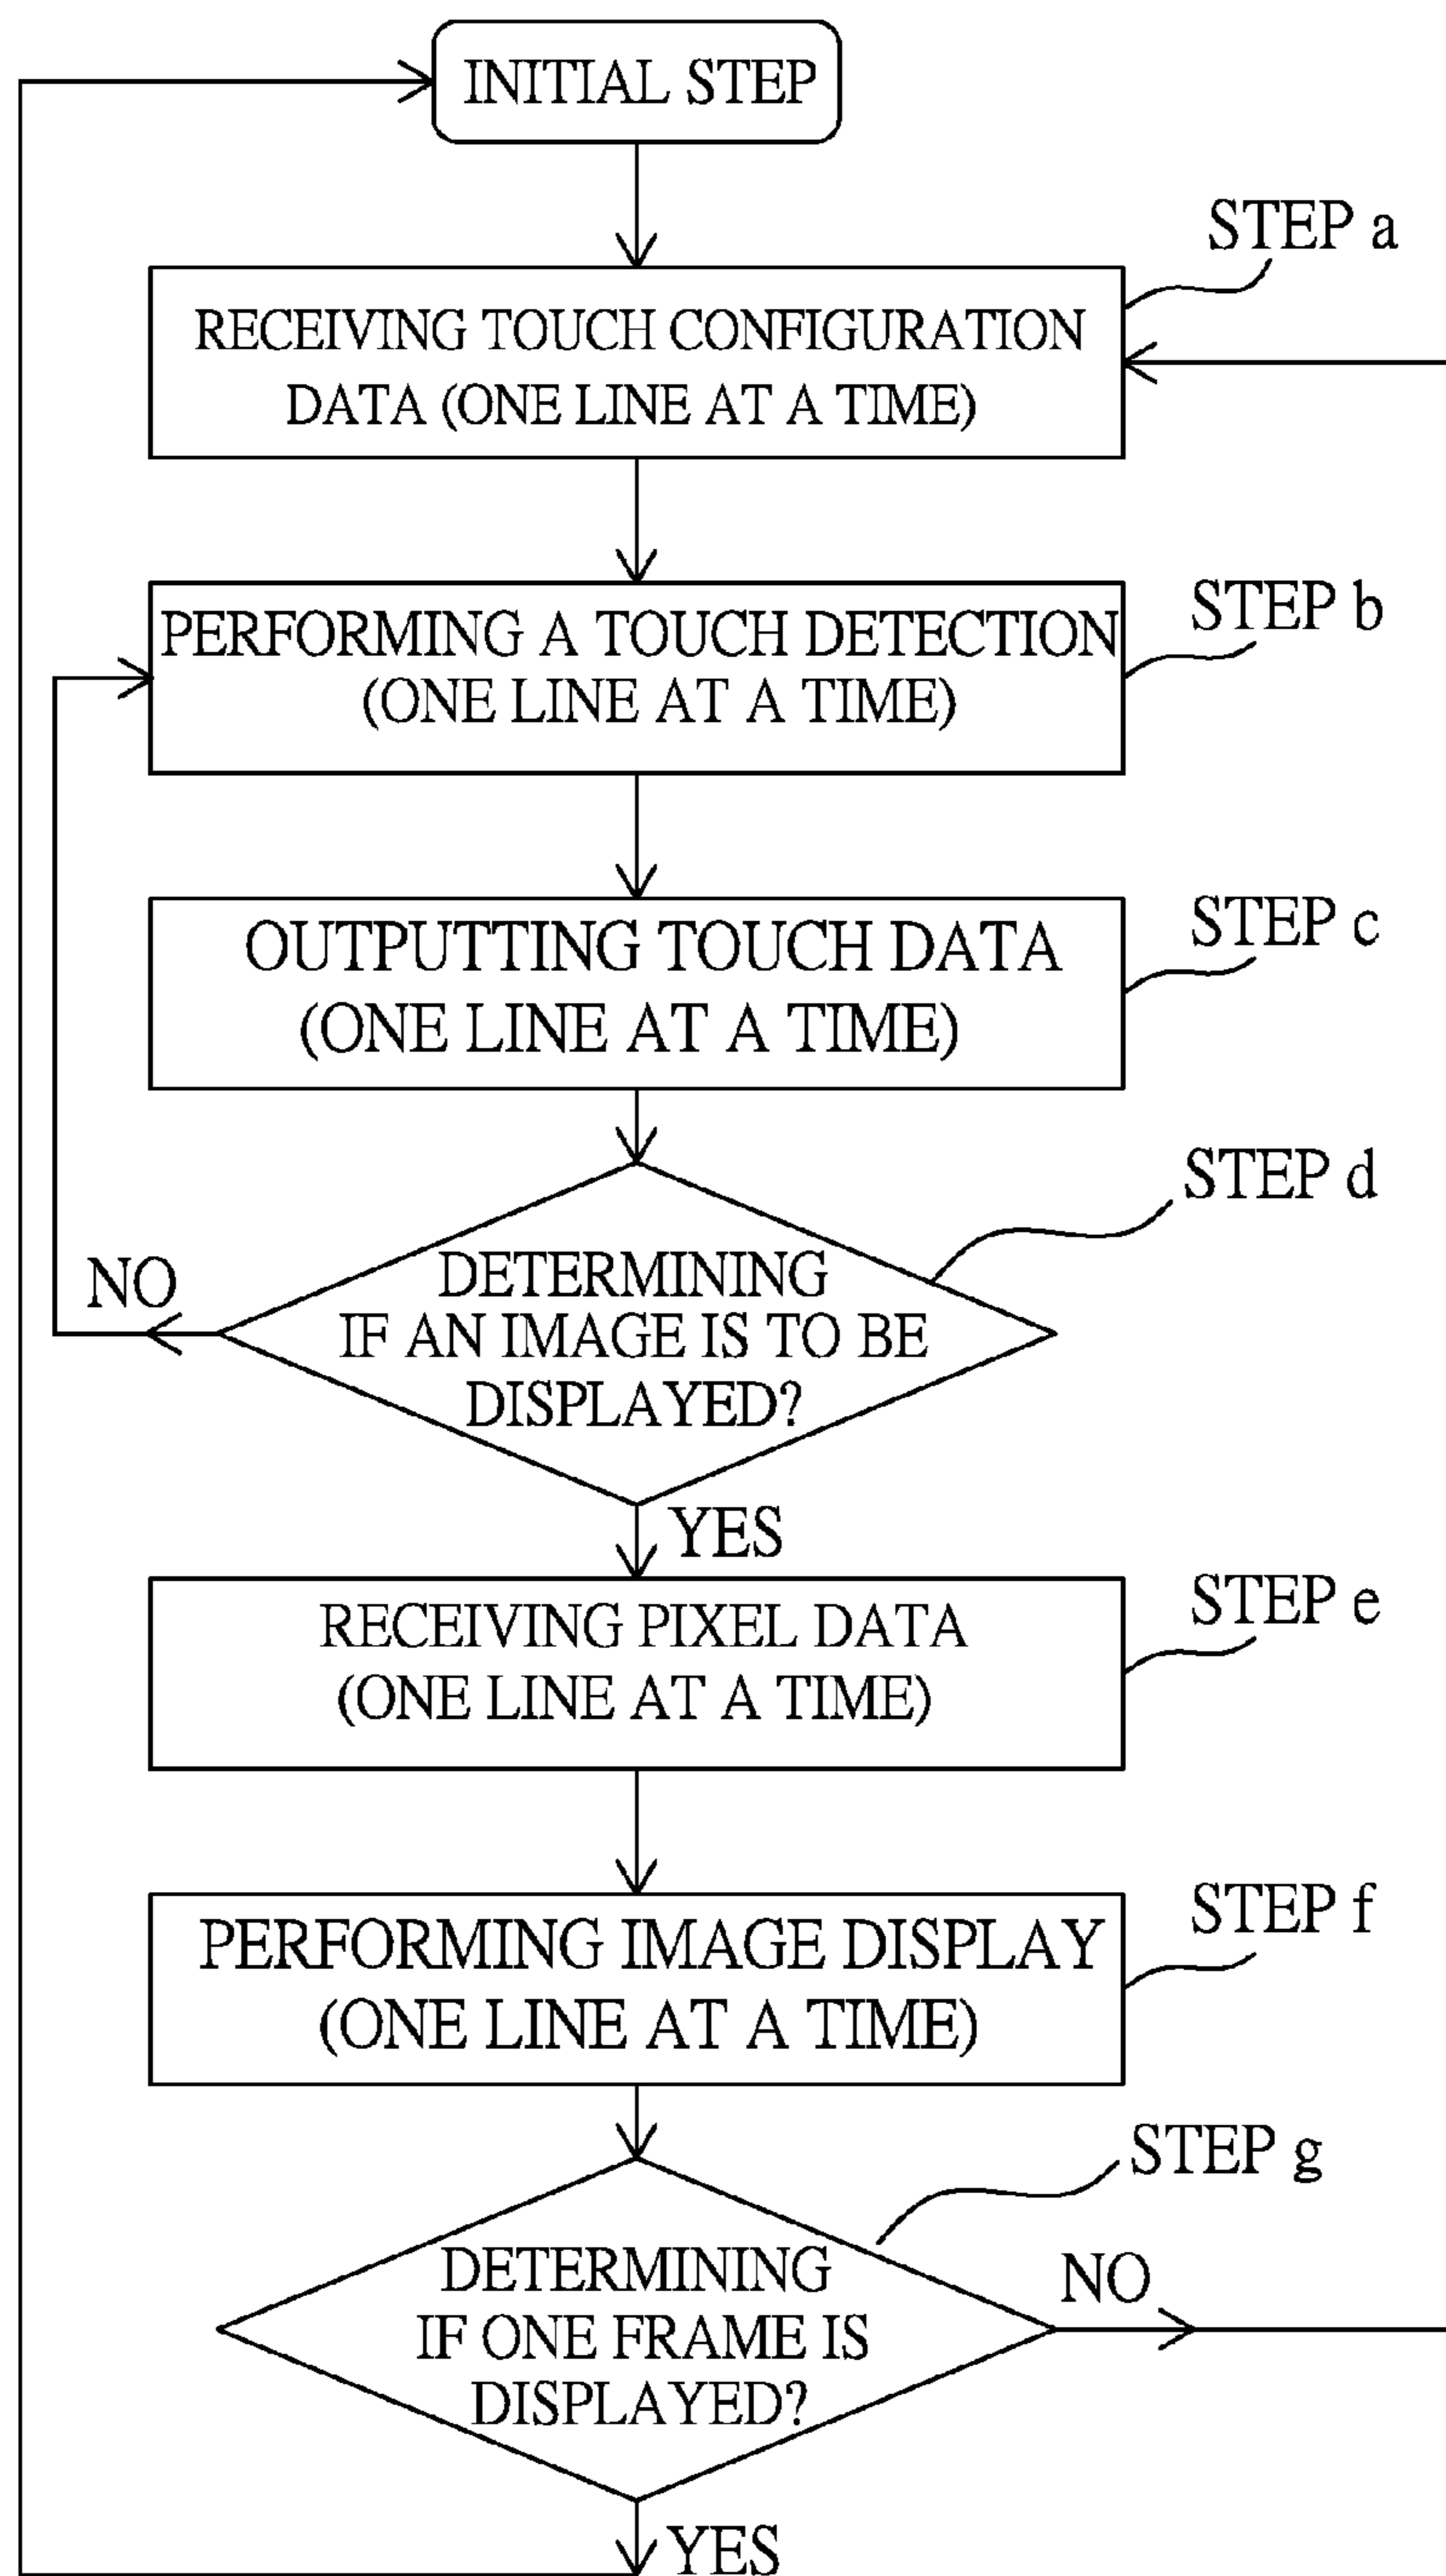 INITIAL STEP
STEP a
RECEIVING TOUCH CONFIGURATION
DATA (ONE LINE AT A TIME)
STEP b
PERFORMING A TOUCH DETECTION
(ONE LINE AT A TIME)
STEP c
OUTPUTTING TOUCH DATA
(ONE LINE AT A TIME)
STEP d
NO
DETERMINING
IF AN IMAGE IS TO BE
DISPLAYED?
YES
STEP e
RECEIVING PIXEL DATA
(ONE LINE AT A TIME)
STEP f
PERFORMING IMAGE DISPLAY
(ONE LINE AT A TIME)
STEP g
DETERMINING
IF ONE FRAME IS
DISPLAYED?
NO
YES